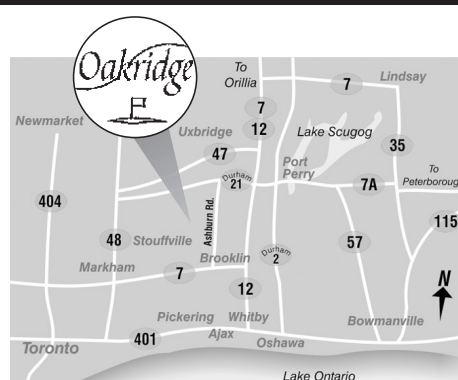 Oakridge
To
Orillia
7
Lindsay
7
12
Newmarket
Uxbridge
Lake Scugog
47
35
Port
Perry
To
Peterboroug
Durham
21
7A
404
Ashburn Rd.
115
48
Stouffville
57
Durham
2
Brooklin
Markham
7
12
N
Pickering
Whitby
Bowmanville
401
Ajax
Oshawa
Toronto
Lake Ontario